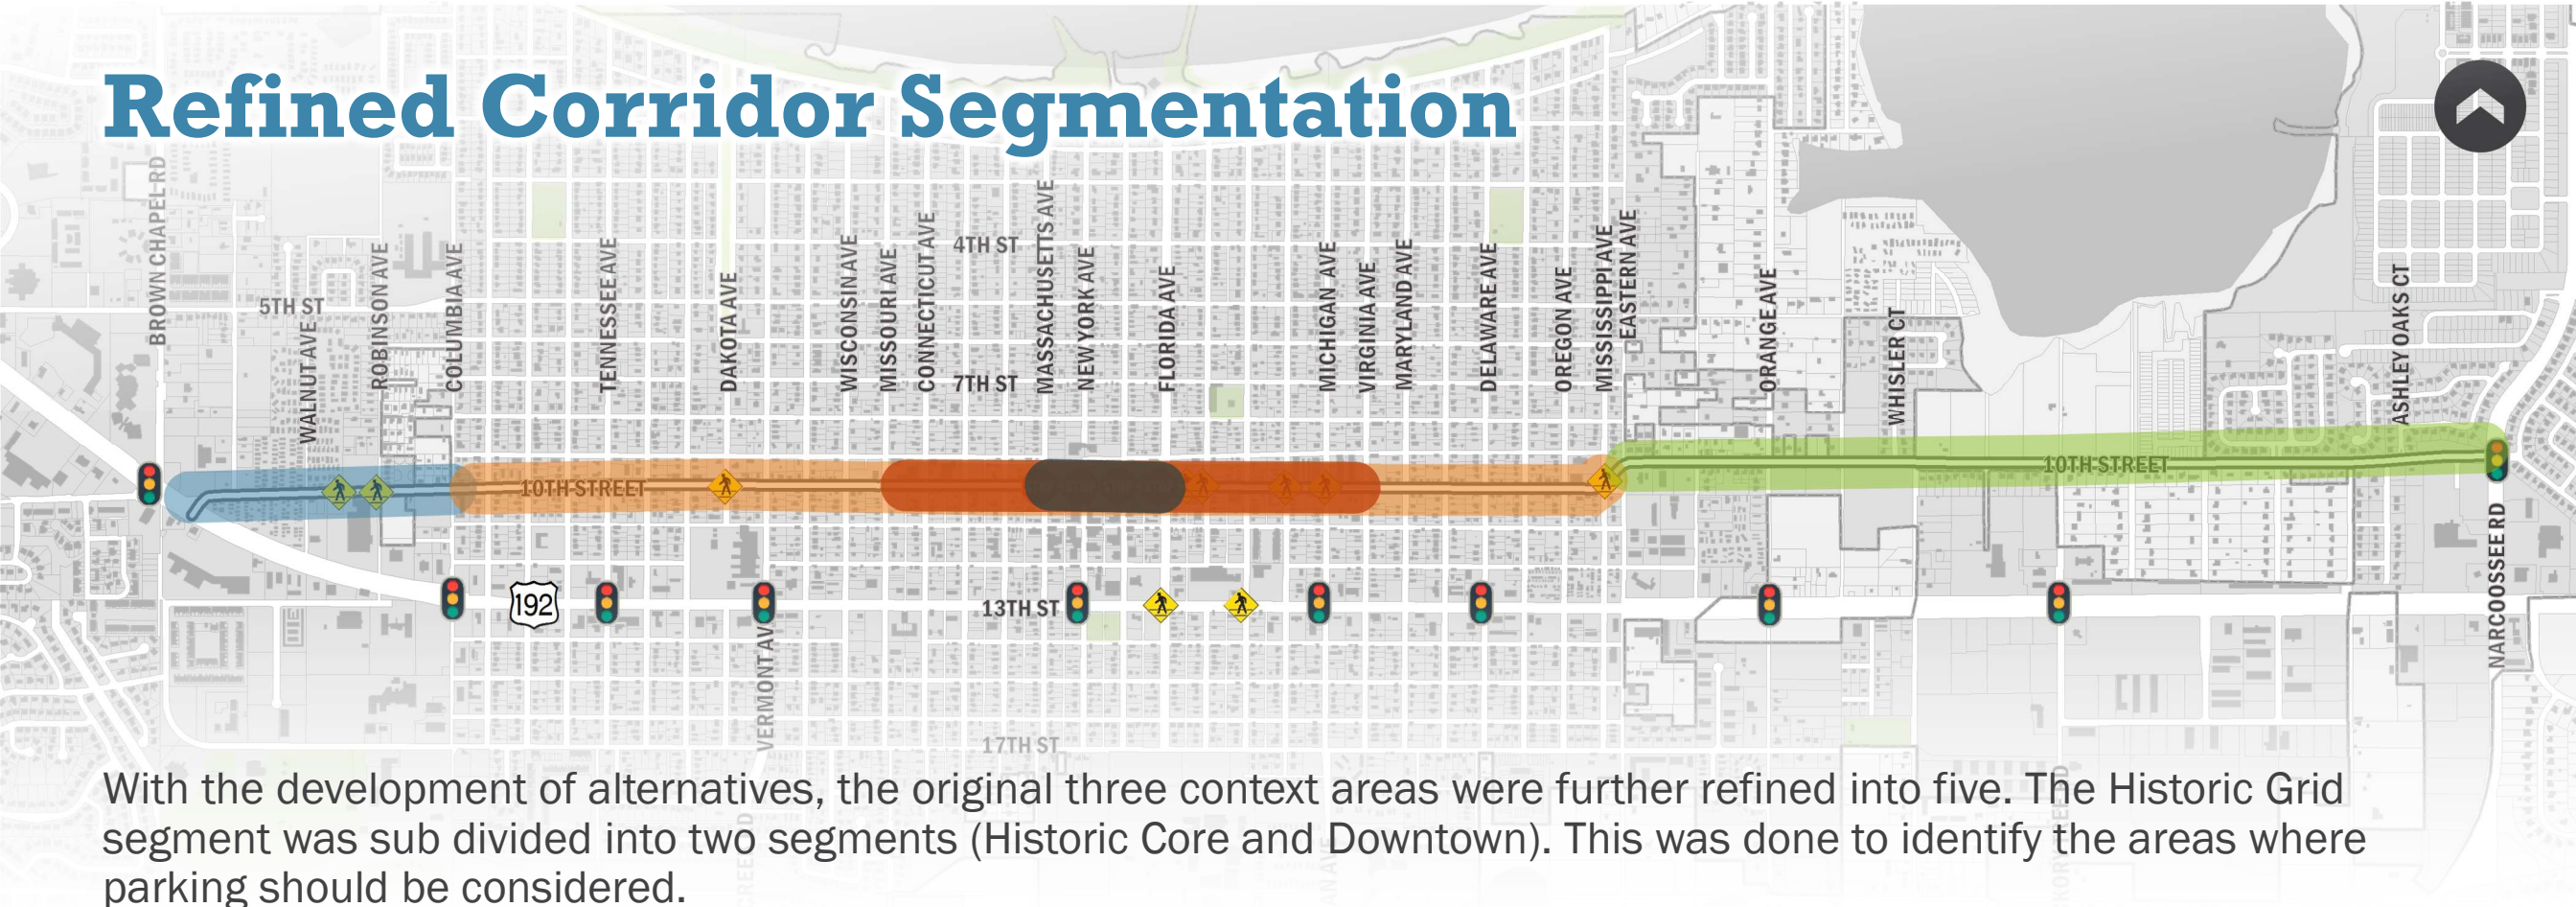 Refined Corridor Segmentation
BROWN CHAPEL RD
5TH ST
WALNUT AVE
ROBINSON AVE
COLUMBIA AVE
TENNESSEE AVE
DAKOTA AVE
WISCONSIN AVE
MISSOURI AVE
CONNECTICUT AVE
4TH ST
7TH ST
MASSACHUSETTS AVE
NEW YORK AVE
FLORIDA AVE
MICHIGAN AVE
VIRGINIA AVE
MARYLAND AVE
DELAWARE AVE
OREGON AVE
MISSISSIPPI AVE
EASTERN AVE
ORANGE AVE
WHISLER CT
ASHLEY OAKS CT
10TH STREET
10TH STREET
192
13TH ST
VERMONT AV
NARCOOSSEE RD
17TH ST
With the development of alternatives, the original three context areas were further refined into five. The Historic Grid
segment was sub divided into two segments (Historic Core and Downtown). This was done to identify the areas where
parking should be considered.